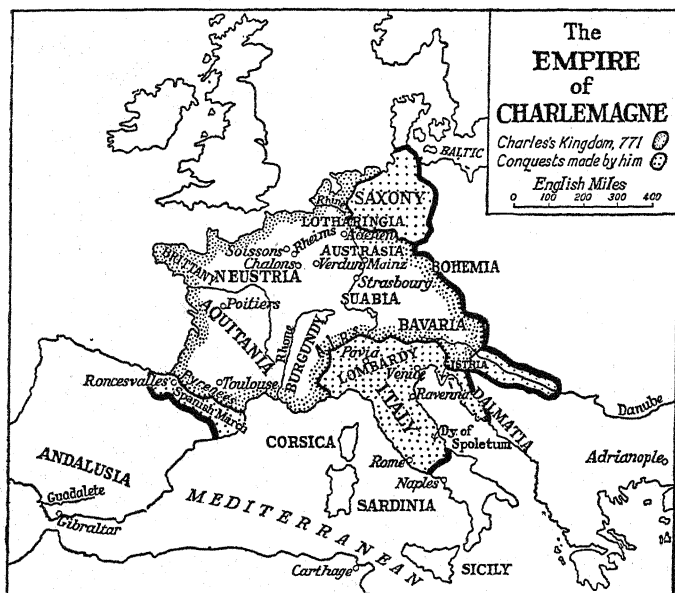 The
EMPIRE
of
CHARLEMAGNE
Charles's Kingdom, 771
Conquests made by him
English Miles
0 100 200 300 400
BALTIC
Rhine
SAXONY
LOTHARINGIA
Aachen
Soissons
Rheims
AUSTRASIA
BRITTANY
Chalons
Verdun
Mainz
BOHEMIA
NEUSTRIA
Strasbourg
SUABIA
Poitiers
AQUITANIA
BAVARIA
Rhone
BURGUNDY
ALPS
Pavia
LOMBARDY
ISTRIA
Venice
Roncesvalles
Pyrenees
Toulouse
Spanish March
Ravenna
DALMATIA
ITALY
Danube
CORSICA
Dy. of
Spoletum
ANDALUSIA
Rome
Adrianople
Naples
Guadalete
SARDINIA
Gibraltar
MEDITERRANEAN
Carthage
SICILY